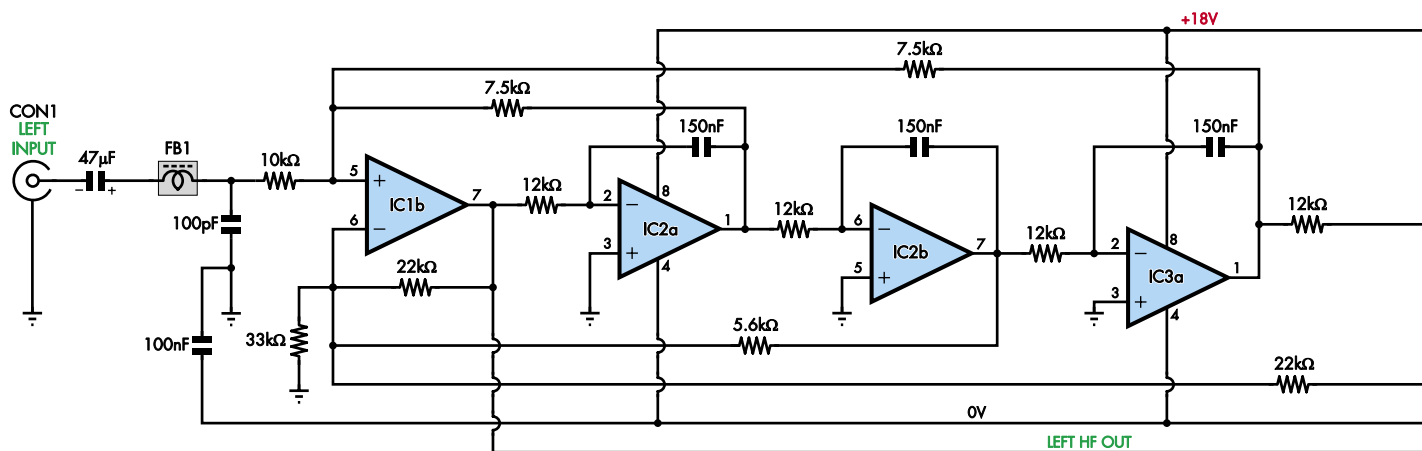 +18V
7.5kΩ
7.5kΩ
CON1
LEFT
INPUT
47µF
− +
FB1
10kΩ
100pF
5
+
6
−
IC1b
7
22kΩ
33kΩ
100nF
12kΩ
150nF
2
−
3
+
IC2a
8
1
4
12kΩ
150nF
6
−
5
+
IC2b
7
5.6kΩ
12kΩ
150nF
2
−
3
+
IC3a
8
1
4
12kΩ
22kΩ
0V
LEFT HF OUT